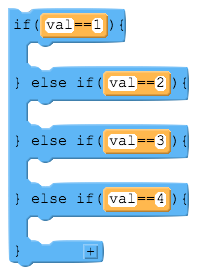 if(val==1){
} else if(val==2){
} else if(val==3){
} else if(val==4){
} +